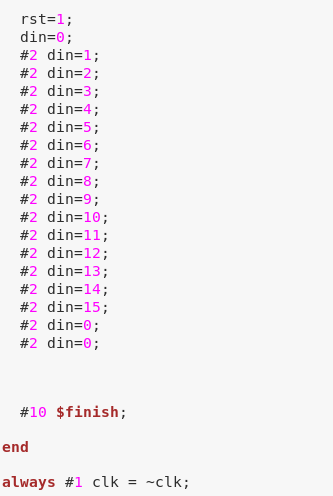 rst=1;
din=0;
#2 din=1;
#2 din=2;
#2 din=3;
#2 din=4;
#2 din=5;
#2 din=6;
#2 din=7;
#2 din=8;
#2 din=9;
#2 din=10;
#2 din=11;
#2 din=12;
#2 din=13;
#2 din=14;
#2 din=15;
#2 din=0;
#2 din=0;
#10 $finish;
end
always #1 clk = ~clk;